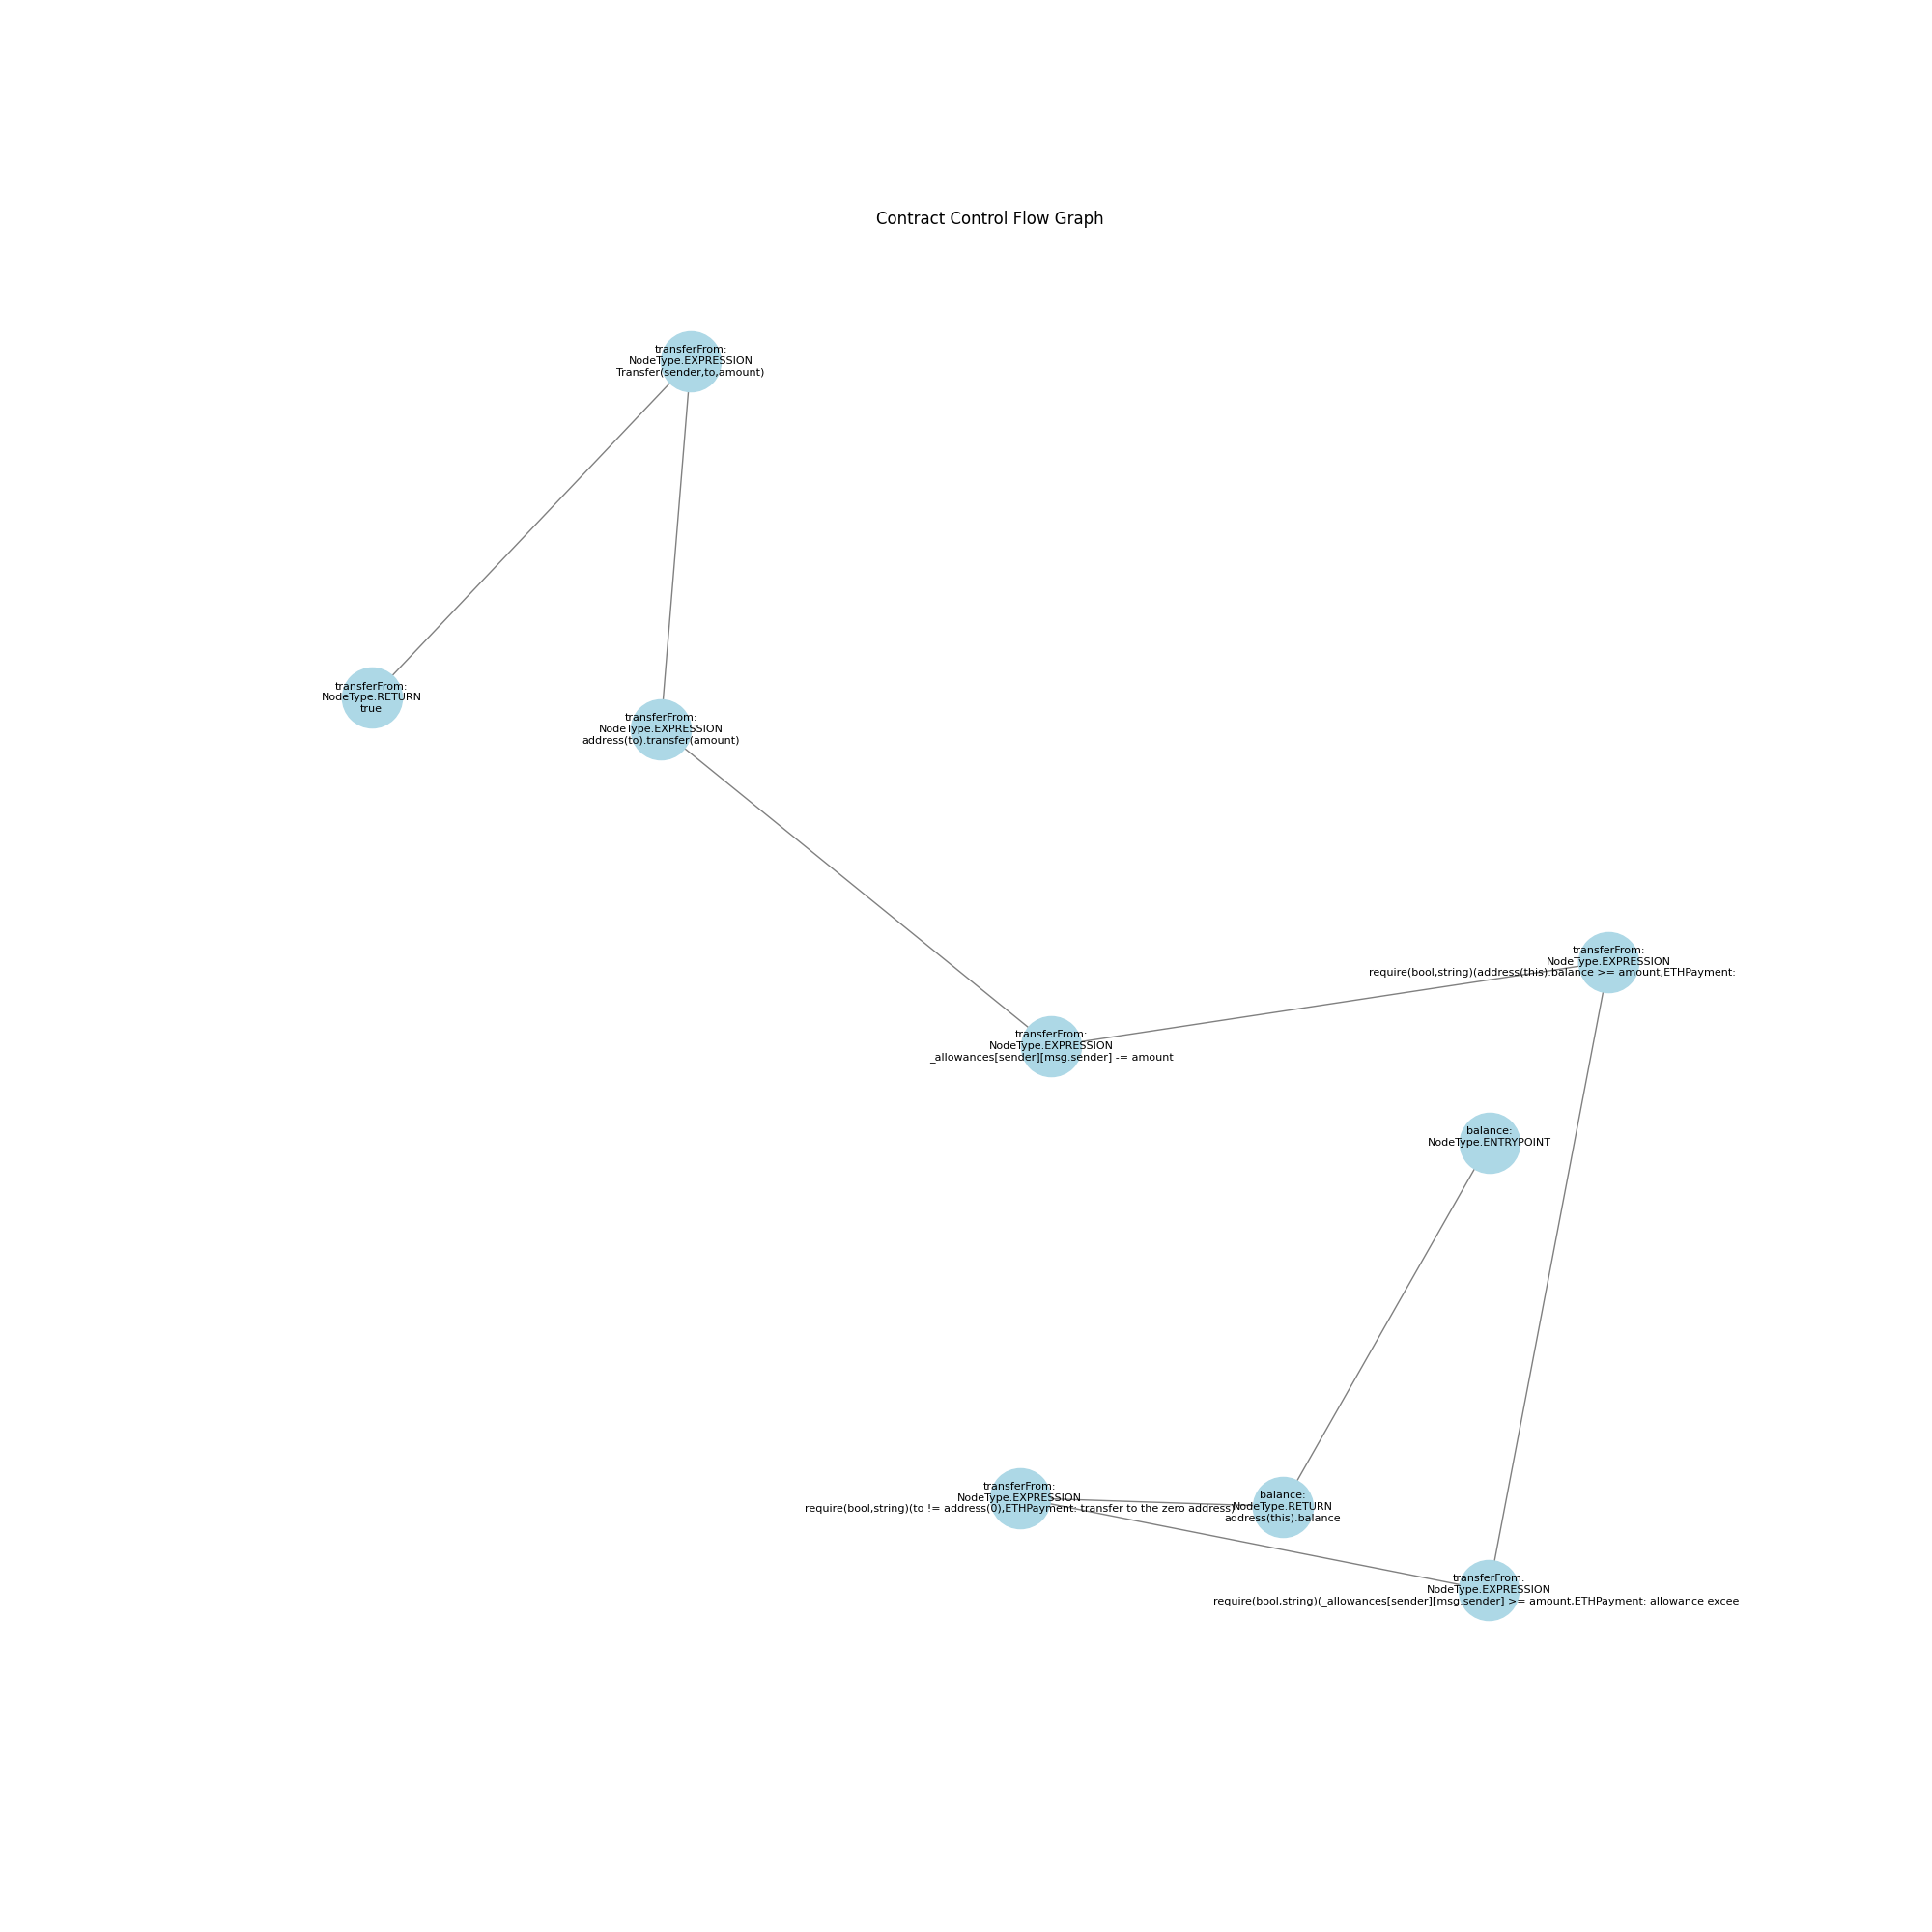 Contract Control Flow Graph
transferFrom:
NodeType.EXPRESSION
Transfer(sender,to,amount)
transferFrom:
NodeType.RETURN
true
transferFrom:
NodeType.EXPRESSION
address(to).transfer(amount)
transferFrom:
NodeType.EXPRESSION
require(bool,string)(address(this).balance >= amount,ETHPayment:
transferFrom:
NodeType.EXPRESSION
_allowances[sender][msg.sender] -= amount
balance:
NodeType.ENTRYPOINT
transferFrom:
NodeType.EXPRESSION
require(bool,string)(to != address(0),ETHPayment: transfer to the zero address)
balance:
NodeType.RETURN
address(this).balance
transferFrom:
NodeType.EXPRESSION
require(bool,string)(_allowances[sender][msg.sender] >= amount,ETHPayment: allowance excee